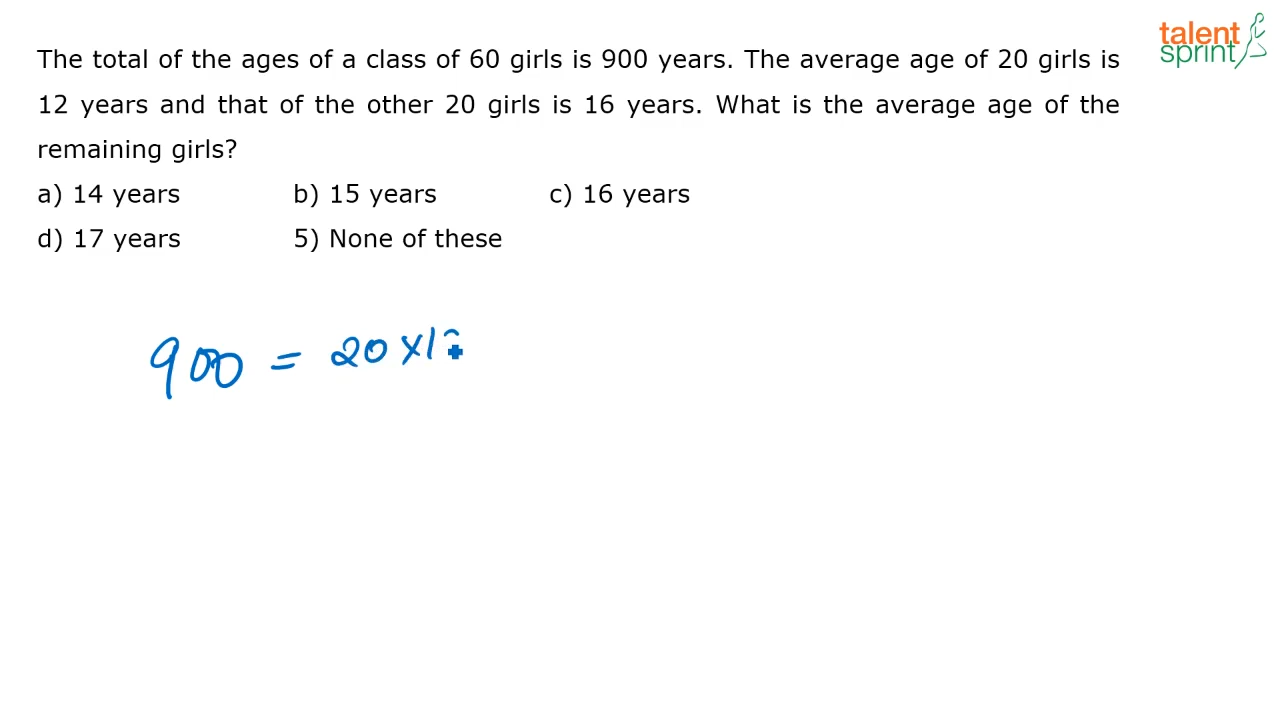 talent
sprint
The total of the ages of a class of 60 girls is 900 years. The average age of 20 girls is
12 years and that of the other 20 girls is 16 years. What is the average age of the
remaining girls?
a) 14 years b) 15 years c) 16 years
d) 17 years 5) None of these
900 = 20 x 1